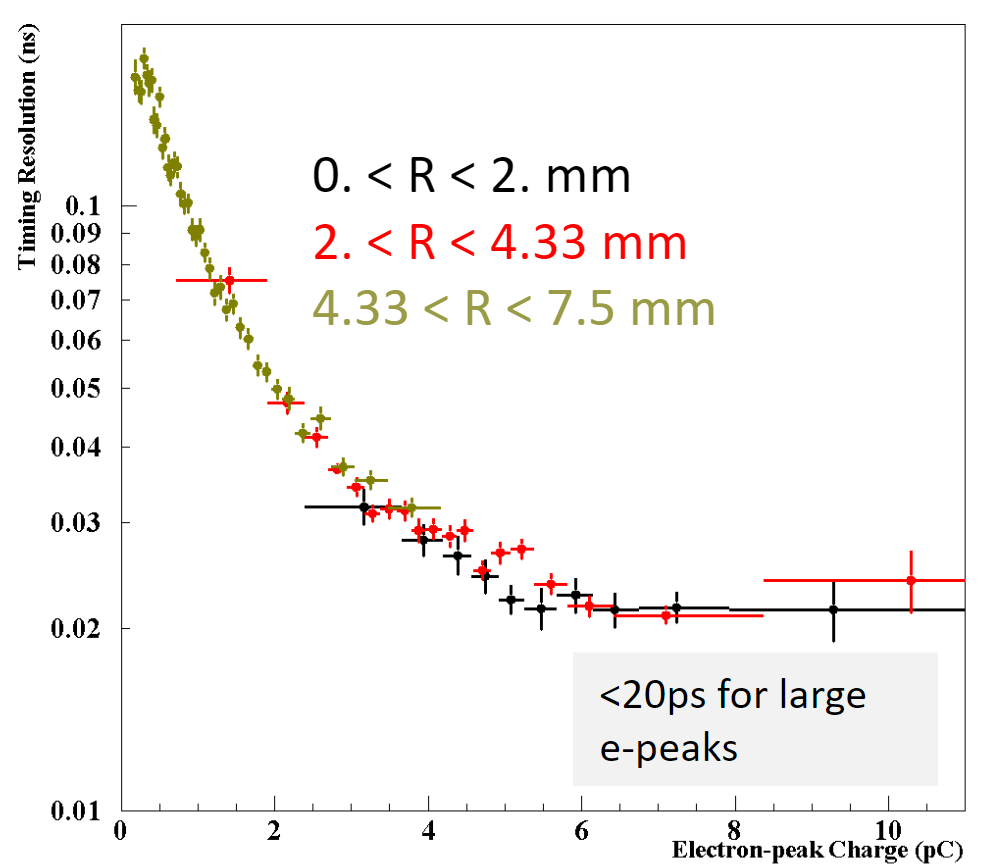 Timing Resolution (ns)
0. < R < 2. mm
2. < R < 4.33 mm
4.33 < R < 7.5 mm
0.1
0.09
0.08
0.07
0.06
0.05
0.04
0.03
0.02
0.01
<20ps for large
e-peaks
0 2 4 6 8 10
Electron-peak Charge (pC)